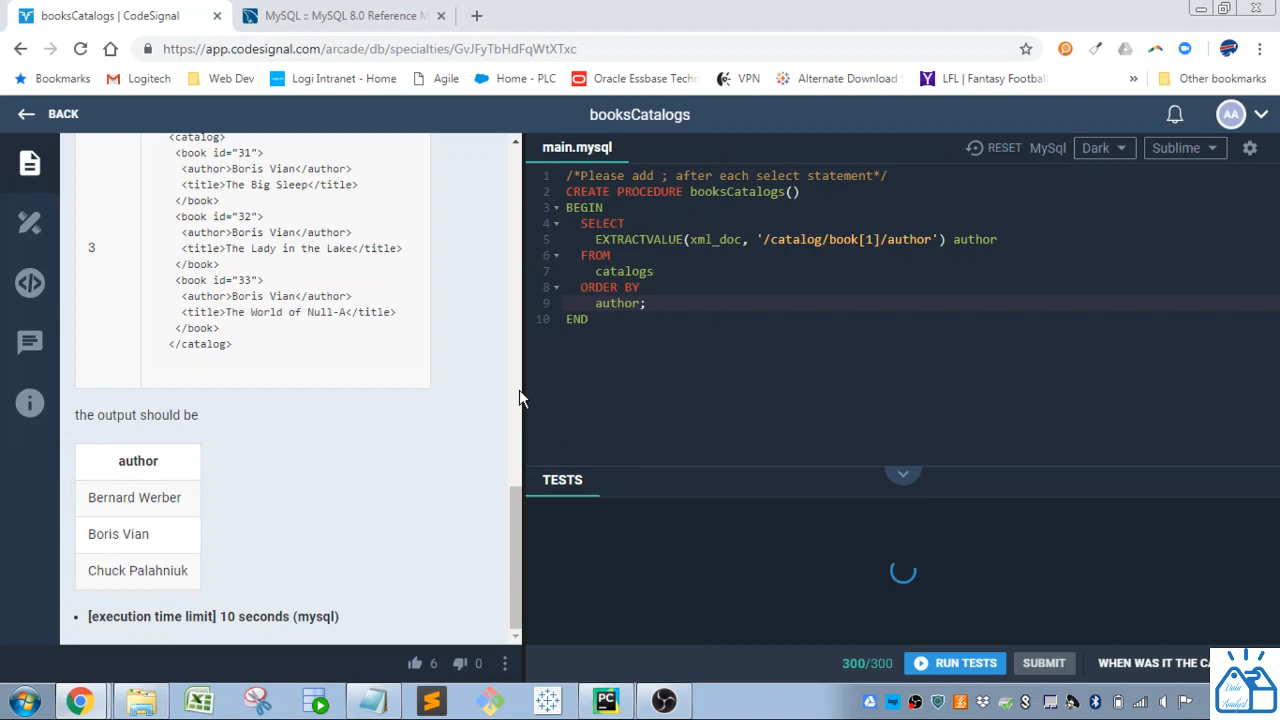 booksCatalogs | CodeSignal
MySQL :: MySQL 8.0 Reference M
https://app.codesignal.com/arcade/db/specialties/GvJFyTbHdFqWtXTxc
Bookmarks
Logitech
Web Dev
Logi Intranet - Home
Agile
Home - PLC
Oracle Essbase Techn
VPN
Alternate Download
LFL | Fantasy Football
»
Other bookmarks
BACK
booksCatalogs
AA
<catalog>
<book id="31">
<author>Boris Vian</author>
<title>The Big Sleep</title>
</book>
<book id="32">
<author>Boris Vian</author>
3
<title>The Lady in the Lake</title>
</book>
<book id="33">
<author>Boris Vian</author>
<title>The World of Null-A</title>
</book>
</catalog>
the output should be
author
Bernard Werber
Boris Vian
Chuck Palahniuk
• [execution time limit] 10 seconds (mysql)
6
0
main.mysql
RESET
MySql
Dark
Sublime
1 /*Please add ; after each select statement*/
2 CREATE PROCEDURE booksCatalogs()
3 BEGIN
4 SELECT
5 EXTRACTVALUE(xml_doc, '/catalog/book[1]/author') author
6 FROM
7 catalogs
8 ORDER BY
9 author;
10 END
TESTS
300/300
RUN TESTS
SUBMIT
WHEN WAS IT THE CA
PC
Data
Analyst